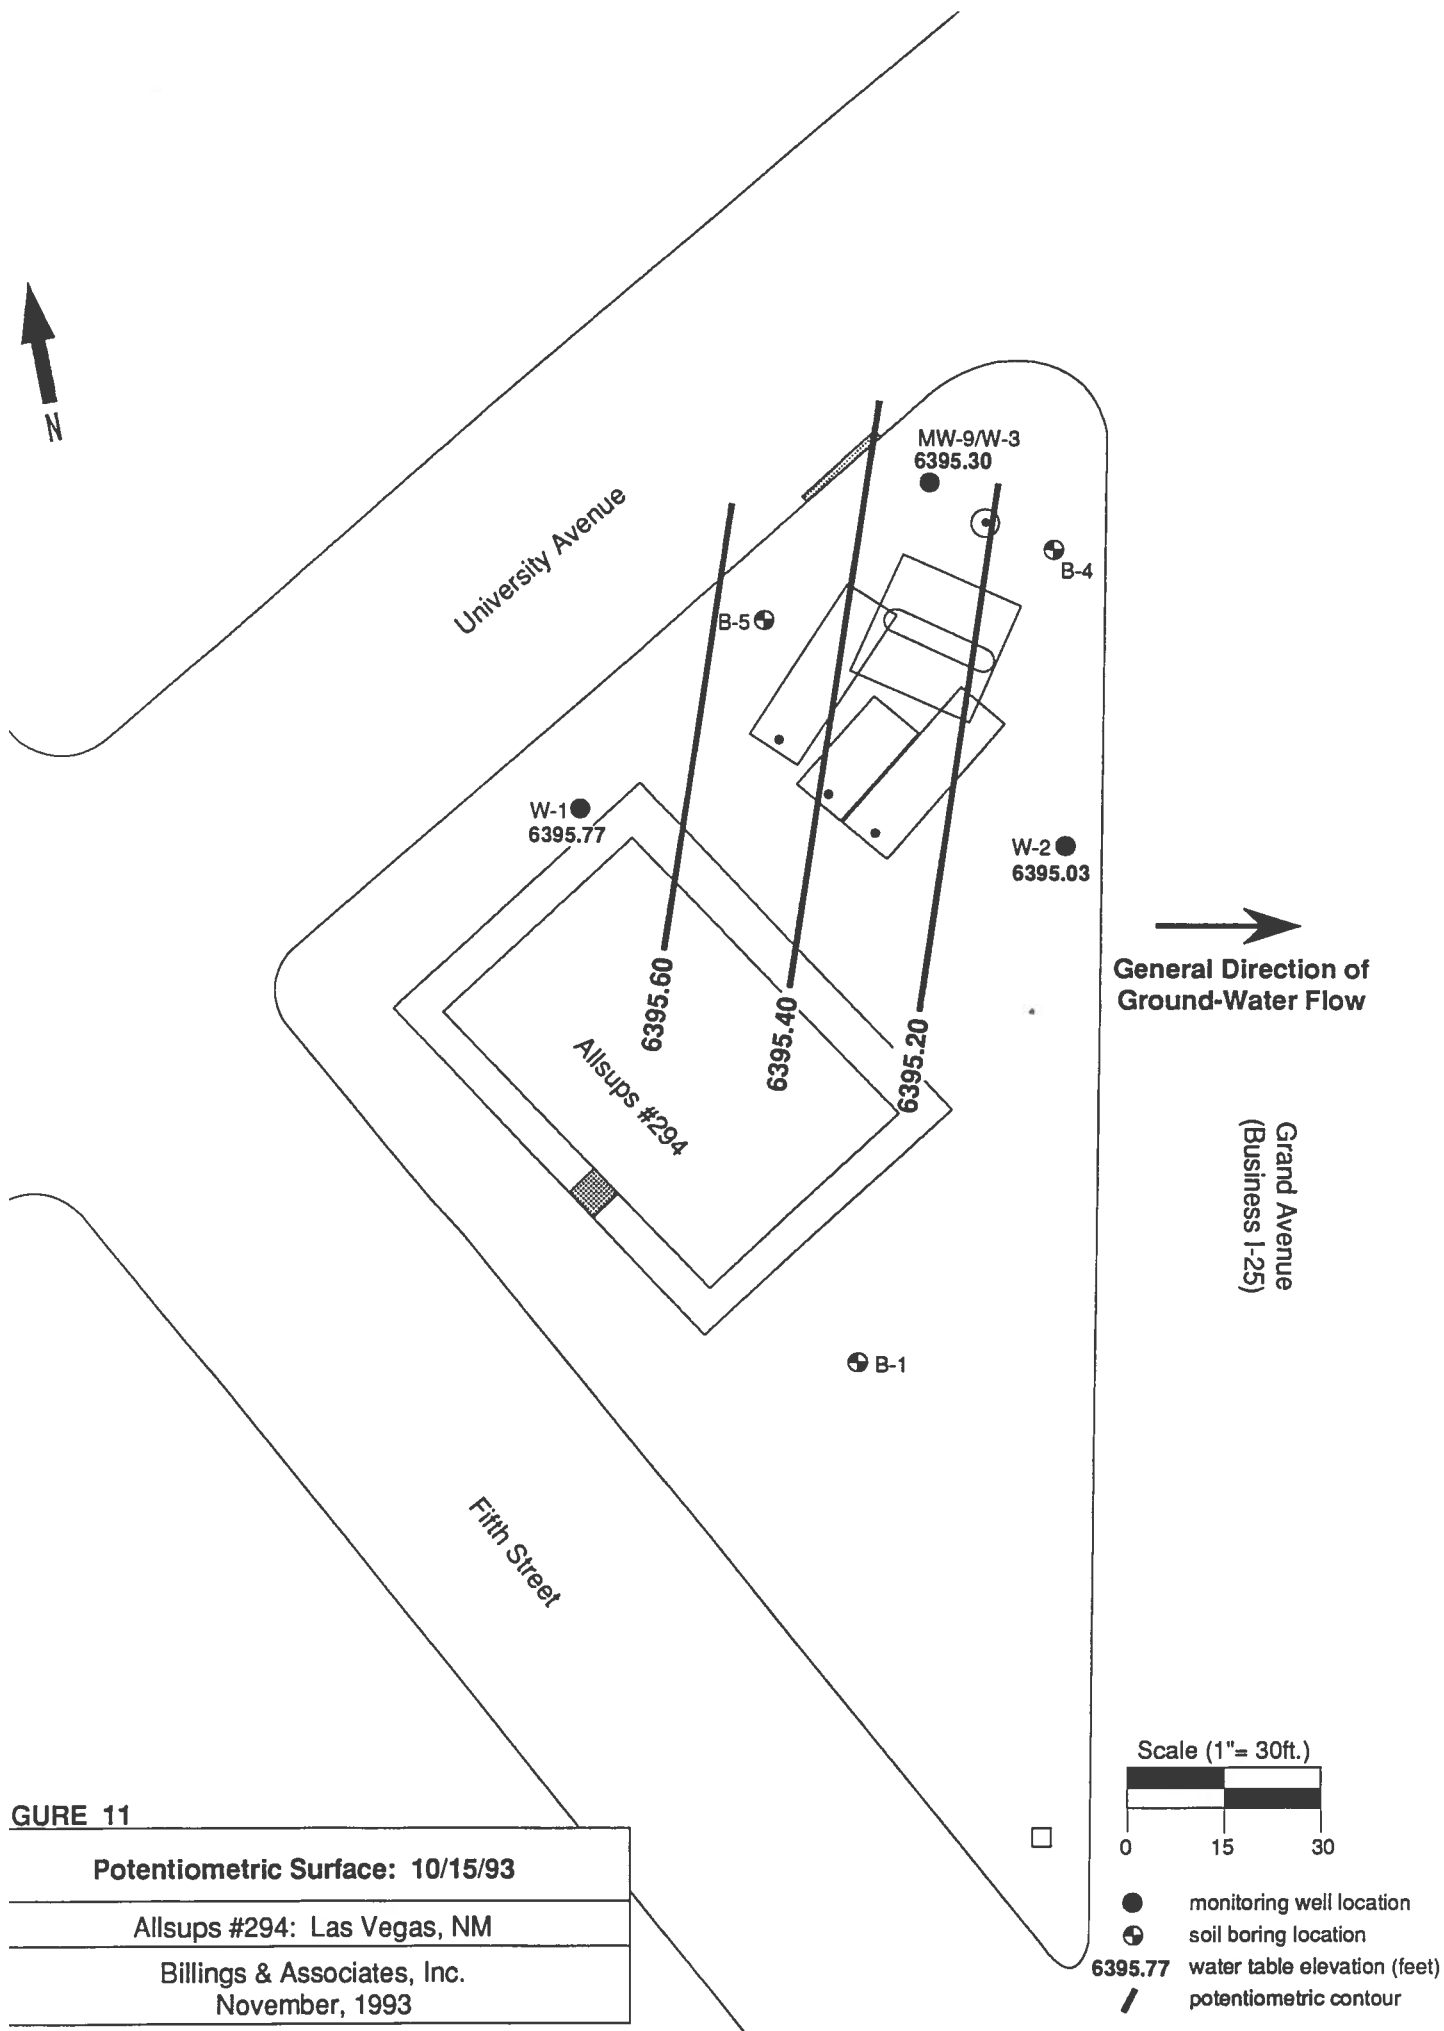 N
University Avenue
MW-9/W-3
6395.30
B-4
B-5
W-1
6395.77
W-2
6395.03
General Direction of
Ground-Water Flow
6395.60
6395.40
6395.20
Allsups #294
Grand Avenue
(Business I-25)
B-1
Fifth Street
Scale (1"= 30ft.)
0 15 30
monitoring well location
soil boring location
6395.77 water table elevation (feet)
potentiometric contour
GURE 11
Potentiometric Surface: 10/15/93
Allsups #294: Las Vegas, NM
Billings & Associates, Inc.
November, 1993